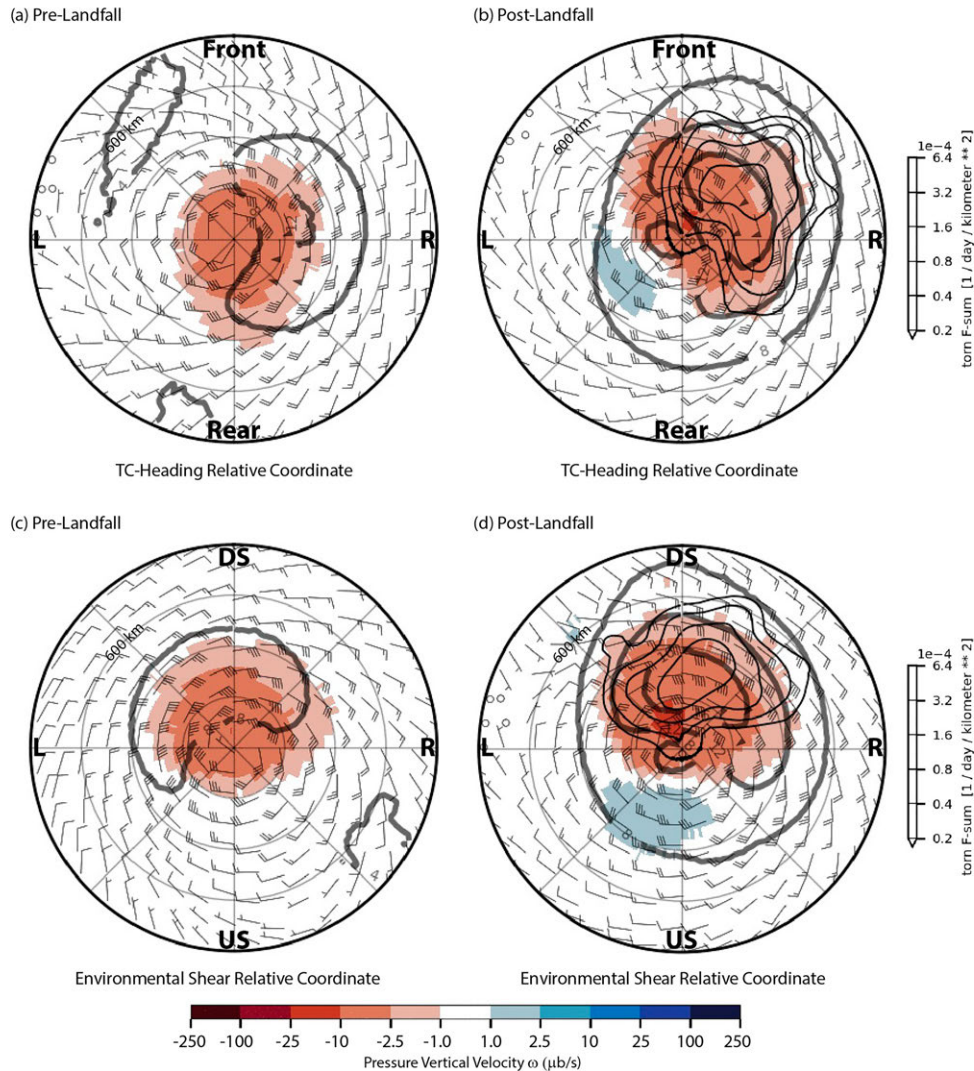 (a) Pre-Landfall
(b) Post-Landfall
Front
Front
600 km
600 km
L
R
L
R
8
Rear
Rear
TC-Heading Relative Coordinate
TC-Heading Relative Coordinate
1e−4
6.4
3.2
1.6
0.8
0.4
0.2
torn F-sum [1 / day / kilometer ** 2]
(c) Pre-Landfall
(d) Post-Landfall
DS
DS
600 km
600 km
L
R
L
R
8
4
8
12
US
US
Environmental Shear Relative Coordinate
Environmental Shear Relative Coordinate
1e−4
6.4
3.2
1.6
0.8
0.4
0.2
torn F-sum [1 / day / kilometer ** 2]
-250 -100 -25 -10 -2.5 -1.0 1.0 2.5 10 25 100 250
Pressure Vertical Velocity ω (μb/s)